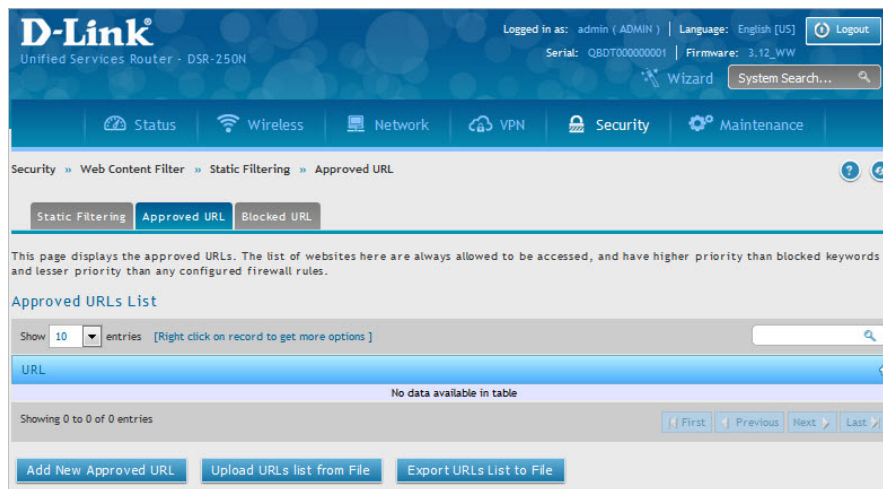 D-Link
Logged in as: admin ( ADMIN ) | Language: English [US]
Logout
Unified Services Router - DSR-250N
Serial: QBDT000000001 | Firmware: 3.12_WW
Wizard
System Search...
Status
Wireless
Network
VPN
Security
Maintenance
Security » Web Content Filter » Static Filtering » Approved URL
?
Static Filtering
Approved URL
Blocked URL
This page displays the approved URLs. The list of websites here are always allowed to be accessed, and have higher priority than blocked keywords
and lesser priority than any configured firewall rules.
Approved URLs List
Show 10 entries [Right click on record to get more options ]
URL
No data available in table
Showing 0 to 0 of 0 entries
First
Previous
Next
Last
Add New Approved URL
Upload URLs list from File
Export URLs List to File